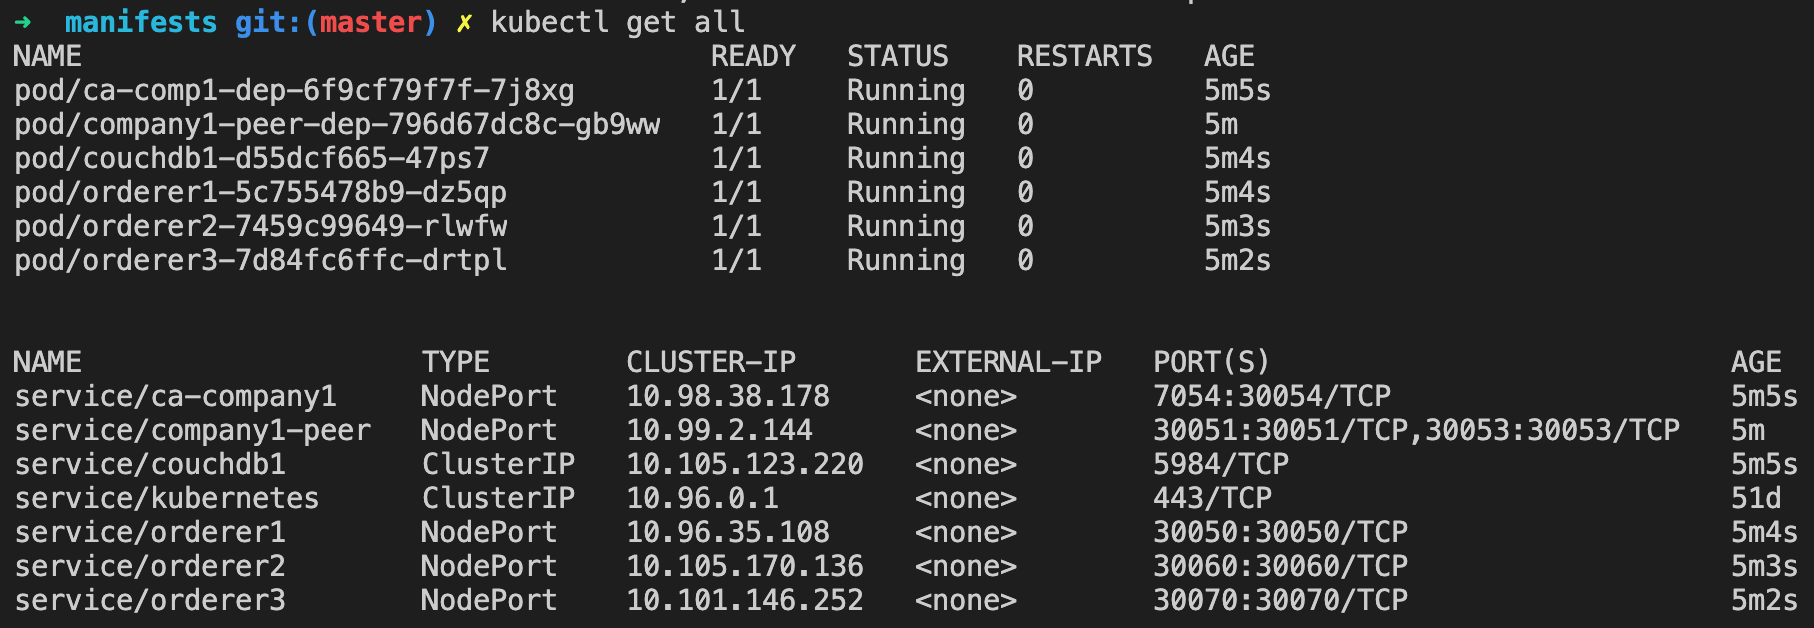 ➜  manifests git:(master) ✗ kubectl get all
NAME                                     READY   STATUS    RESTARTS   AGE
pod/ca-comp1-dep-6f9cf79f7f-7j8xg        1/1     Running   0          5m5s
pod/company1-peer-dep-796d67dc8c-gb9ww   1/1     Running   0          5m
pod/couchdb1-d55dcf665-47ps7             1/1     Running   0          5m4s
pod/orderer1-5c755478b9-dz5qp            1/1     Running   0          5m4s
pod/orderer2-7459c99649-rlwfw            1/1     Running   0          5m3s
pod/orderer3-7d84fc6ffc-drtpl            1/1     Running   0          5m2s
NAME                    TYPE        CLUSTER-IP       EXTERNAL-IP   PORT(S)                           AGE
service/ca-company1     NodePort    10.98.38.178     <none>        7054:30054/TCP                    5m5s
service/company1-peer   NodePort    10.99.2.144      <none>        30051:30051/TCP,30053:30053/TCP   5m
service/couchdb1        ClusterIP   10.105.123.220   <none>        5984/TCP                          5m5s
service/kubernetes      ClusterIP   10.96.0.1        <none>        443/TCP                           51d
service/orderer1        NodePort    10.96.35.108     <none>        30050:30050/TCP                   5m4s
service/orderer2        NodePort    10.105.170.136   <none>        30060:30060/TCP                   5m3s
service/orderer3        NodePort    10.101.146.252   <none>        30070:30070/TCP                   5m2s